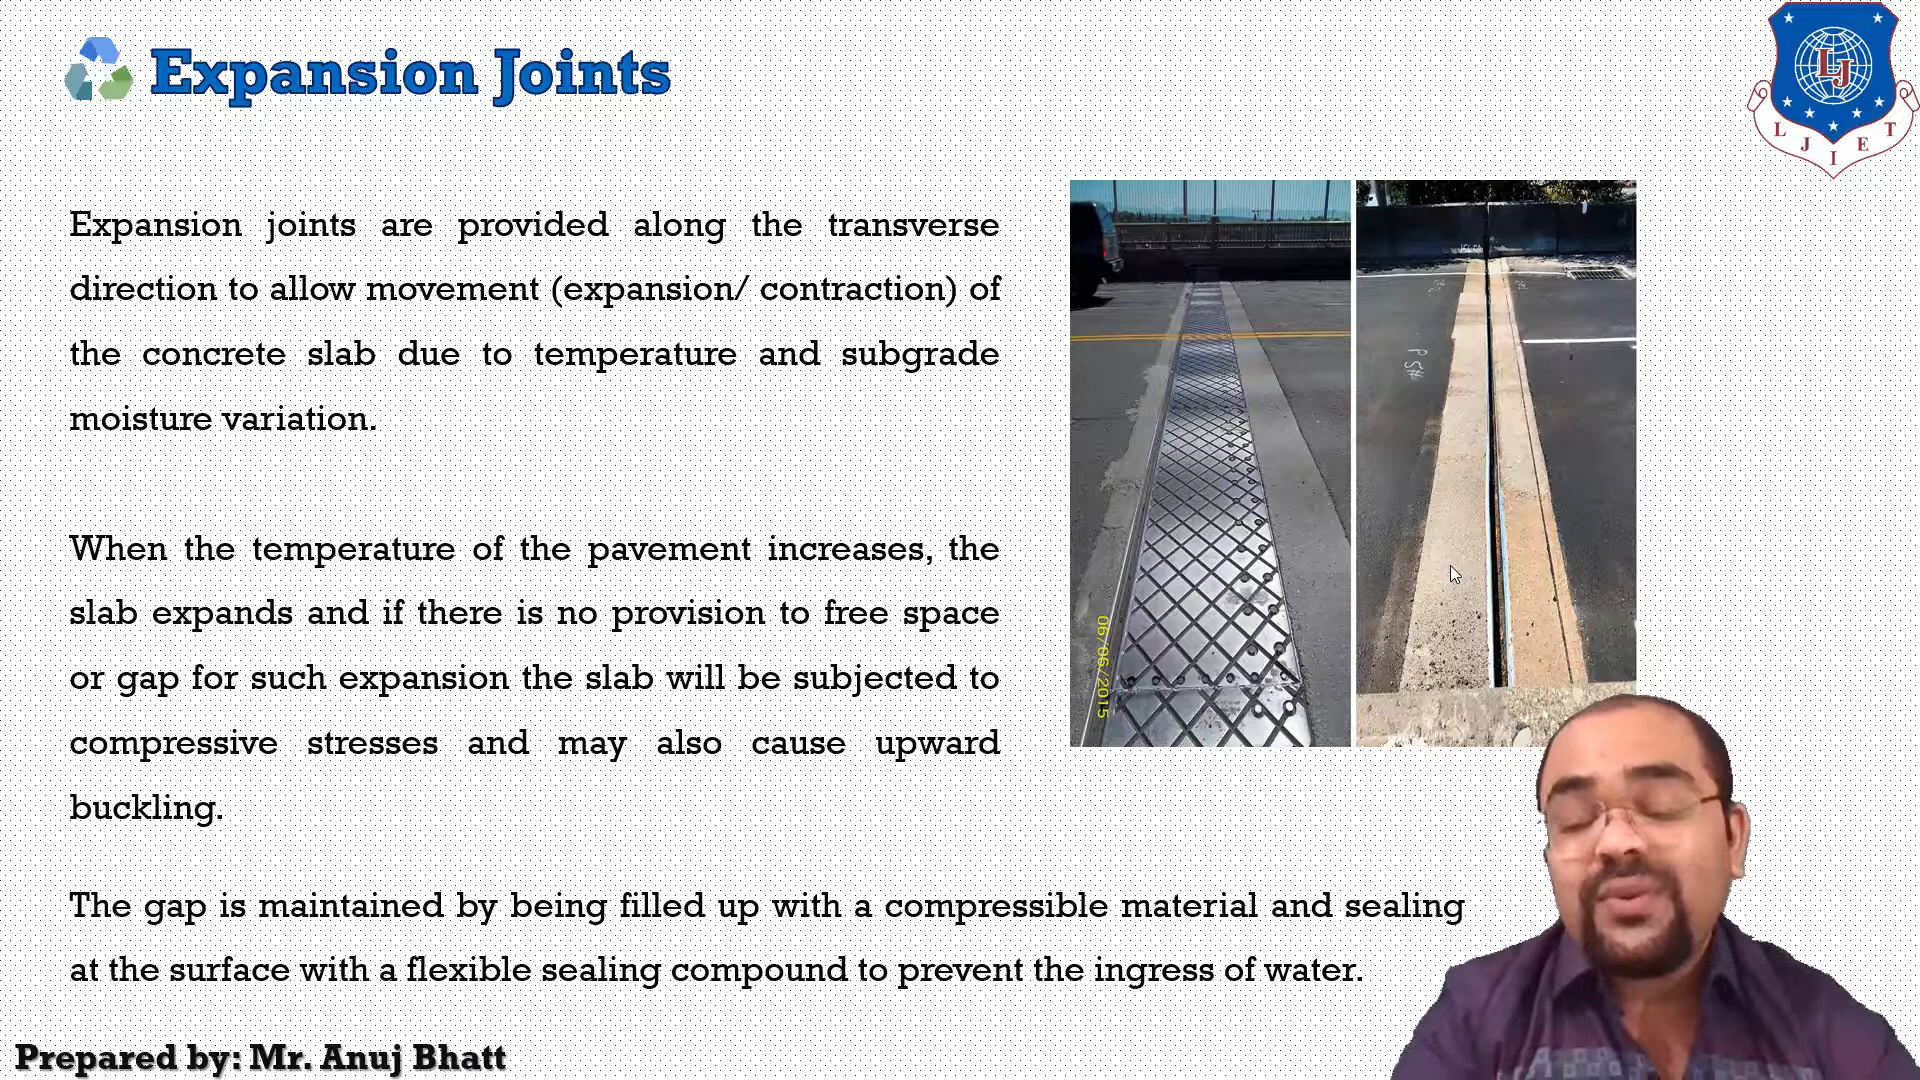 Expansion Joints
LJ
L J I E T
Expansion joints are provided along the transverse
direction to allow movement (expansion/ contraction) of
the concrete slab due to temperature and subgrade
moisture variation.
When the temperature of the pavement increases, the
slab expands and if there is no provision to free space
or gap for such expansion the slab will be subjected to
compressive stresses and may also cause upward
buckling.
06/06/2015
The gap is maintained by being filled up with a compressible material and sealing
at the surface with a flexible sealing compound to prevent the ingress of water.
Prepared by: Mr. Anuj Bhatt